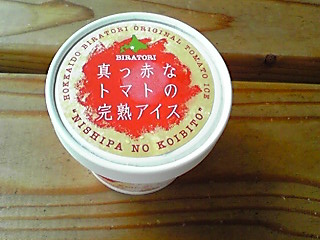 HOKKAIDO BIRATORI ORIGINAL TOMATO ICE
BIRATORI
真っ赤な
トマトの
完熟アイス
"NISHIPA NO KOIBITO"